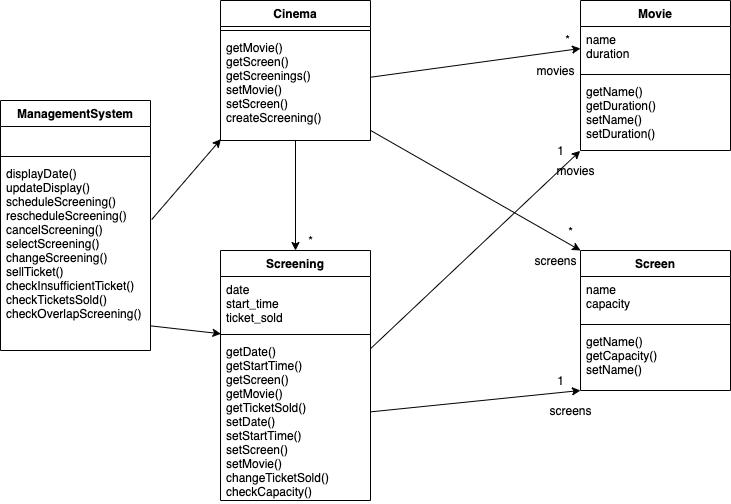 Cinema
getMovie()
getScreen()
getScreenings()
setMovie()
setScreen()
createScreening()
Movie
name
duration
getName()
getDuration()
setName()
setDuration()
*
movies
ManagementSystem
displayDate()
updateDisplay()
scheduleScreening()
rescheduleScreening()
cancelScreening()
selectScreening()
changeScreening()
sellTicket()
checkInsufficientTicket()
checkTicketsSold()
checkOverlapScreening()
1
movies
*
*
screens
Screening
date
start_time
ticket_sold
getDate()
getStartTime()
getScreen()
getMovie()
getTicketSold()
setDate()
setStartTime()
setScreen()
setMovie()
changeTicketSold()
checkCapacity()
Screen
name
capacity
getName()
getCapacity()
setName()
1
screens